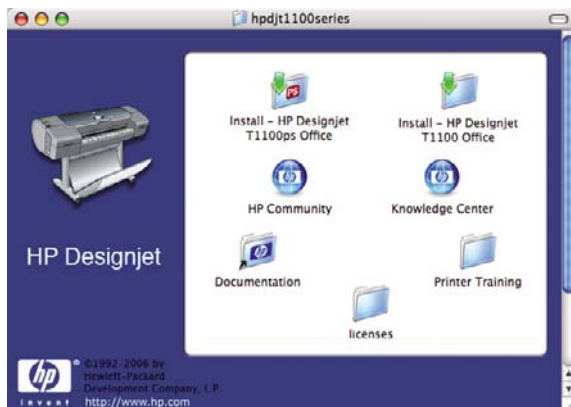 hpdjt1100series
Install – HP Designjet
T1100ps Office
Install – HP Designjet
T1100 Office
HP Community
Knowledge Center
HP Designjet
Documentation
Printer Training
licenses
hp
®
invent
©1992-2006 by
Hewlett-Packard
Development Company, L.P.
http://www.hp.com